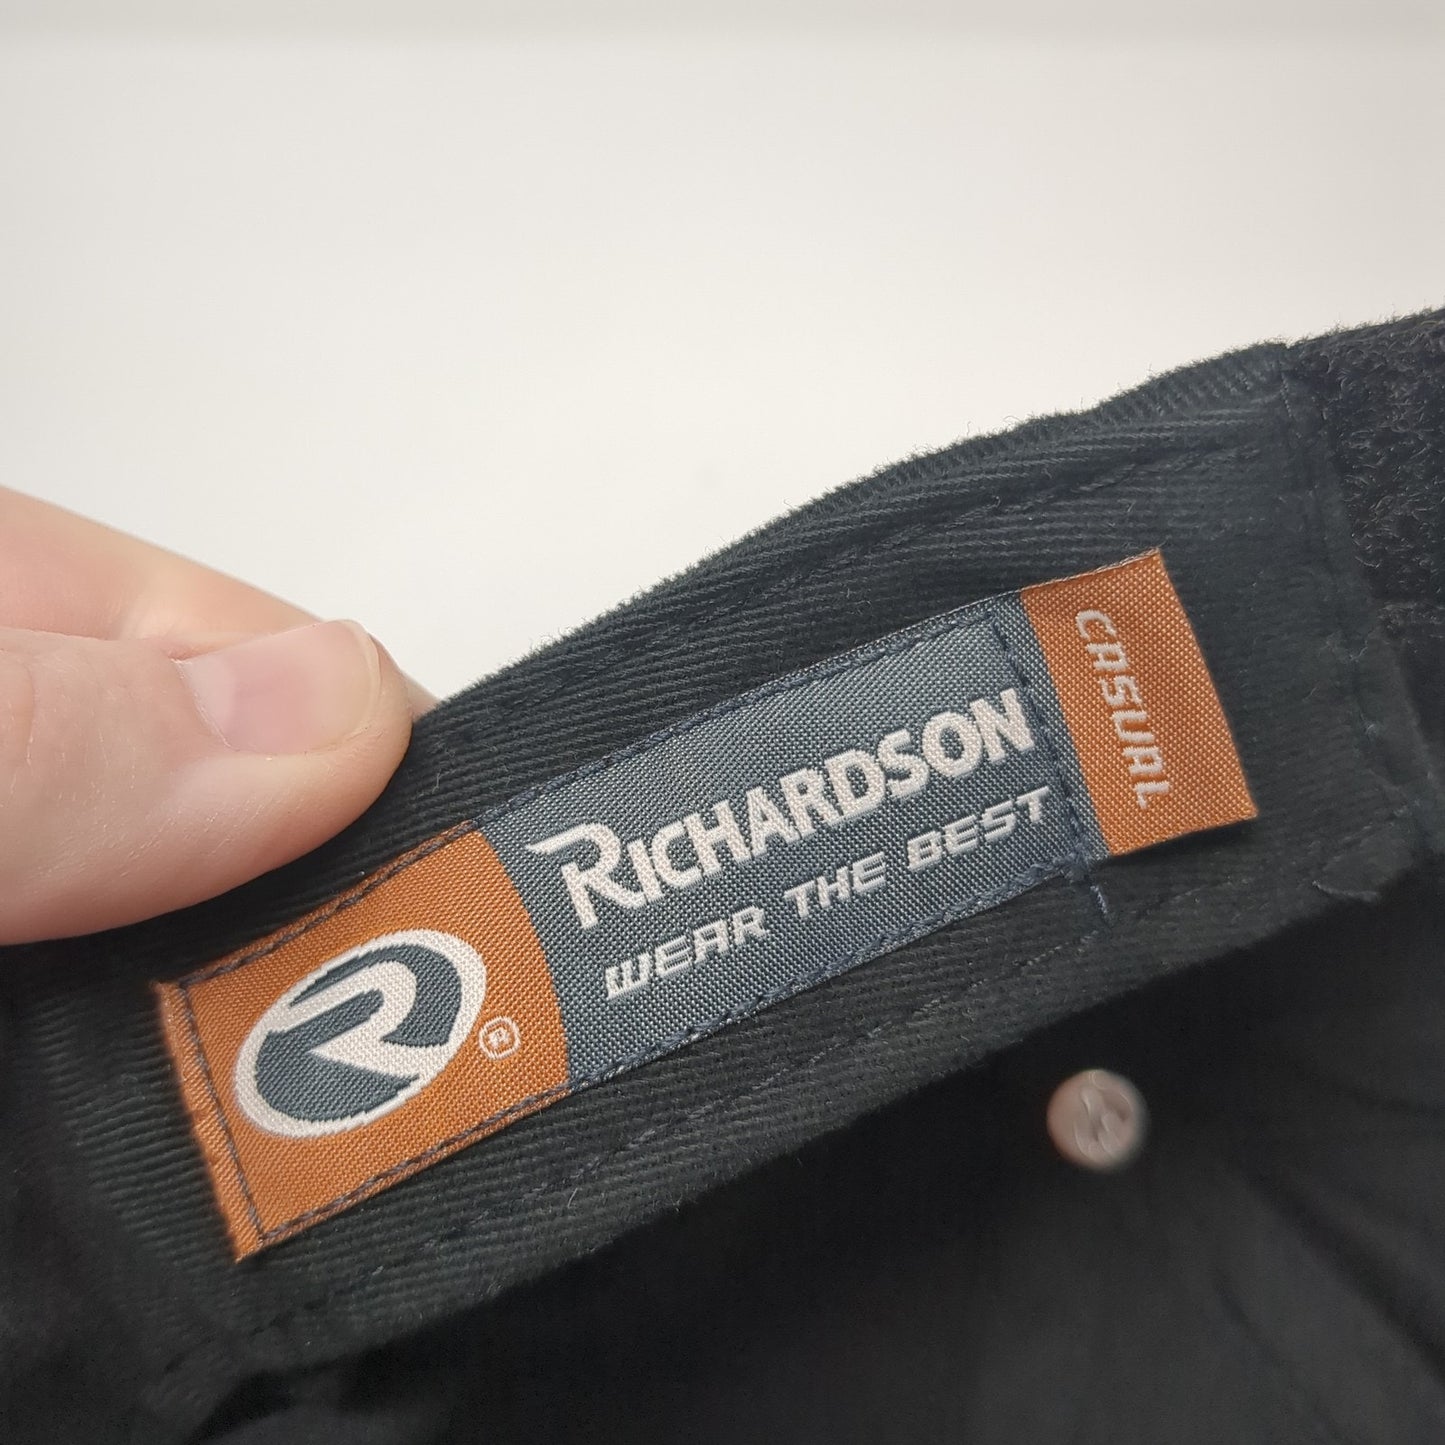 R®
RICHARDSON
WEAR THE BEST
CASUAL